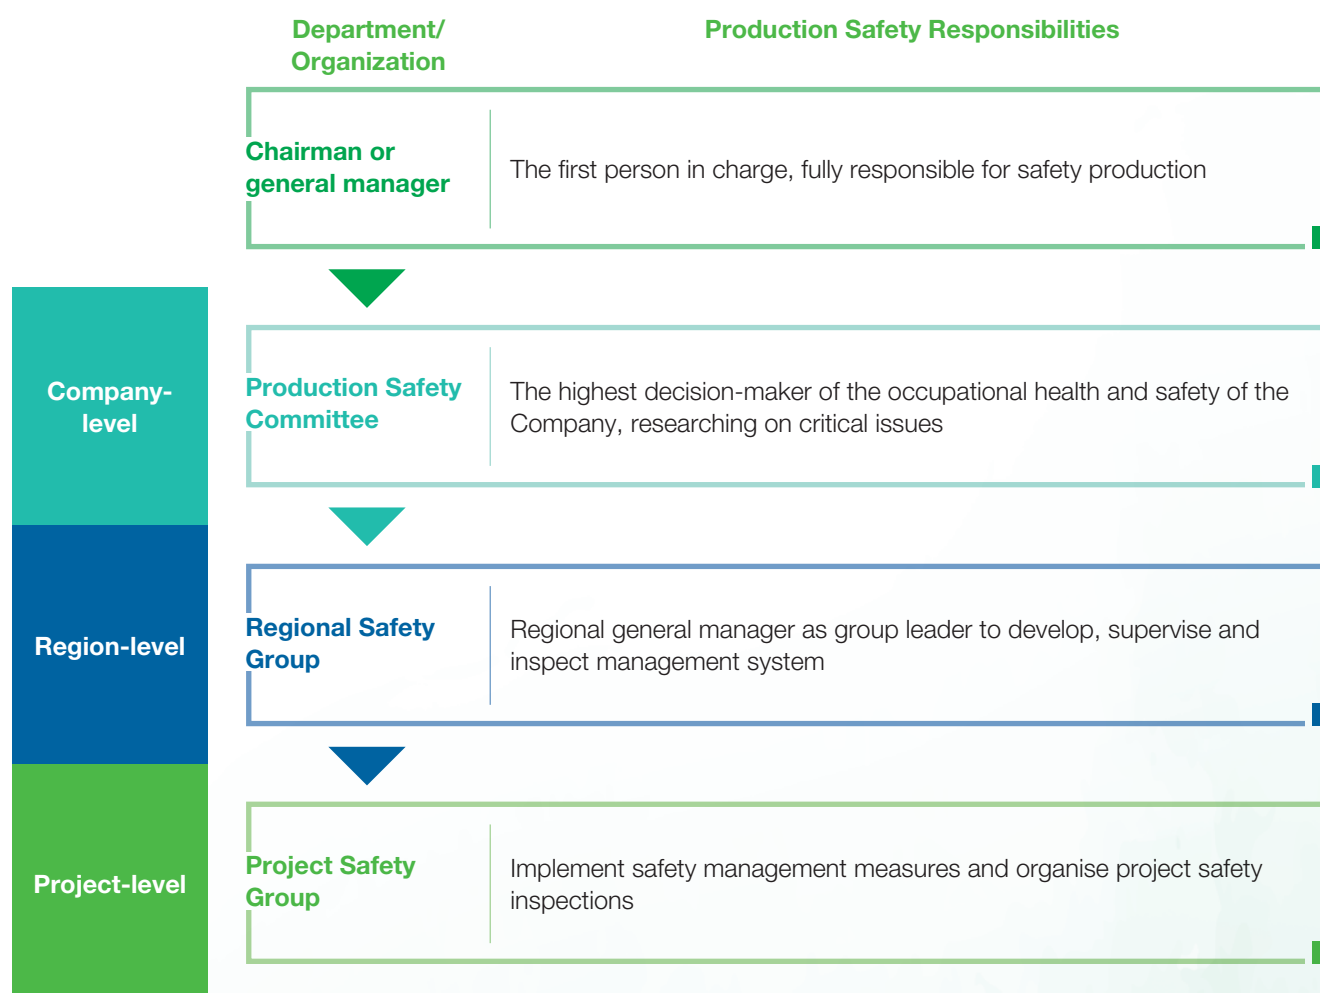 Department/
Organization
Production Safety Responsibilities
Chairman or
general manager
The first person in charge, fully responsible for safety production
Company-
level
Production Safety
Committee
The highest decision-maker of the occupational health and safety of the
Company, researching on critical issues
Region-level
Regional Safety
Group
Regional general manager as group leader to develop, supervise and
inspect management system
Project-level
Project Safety
Group
Implement safety management measures and organise project safety
inspections